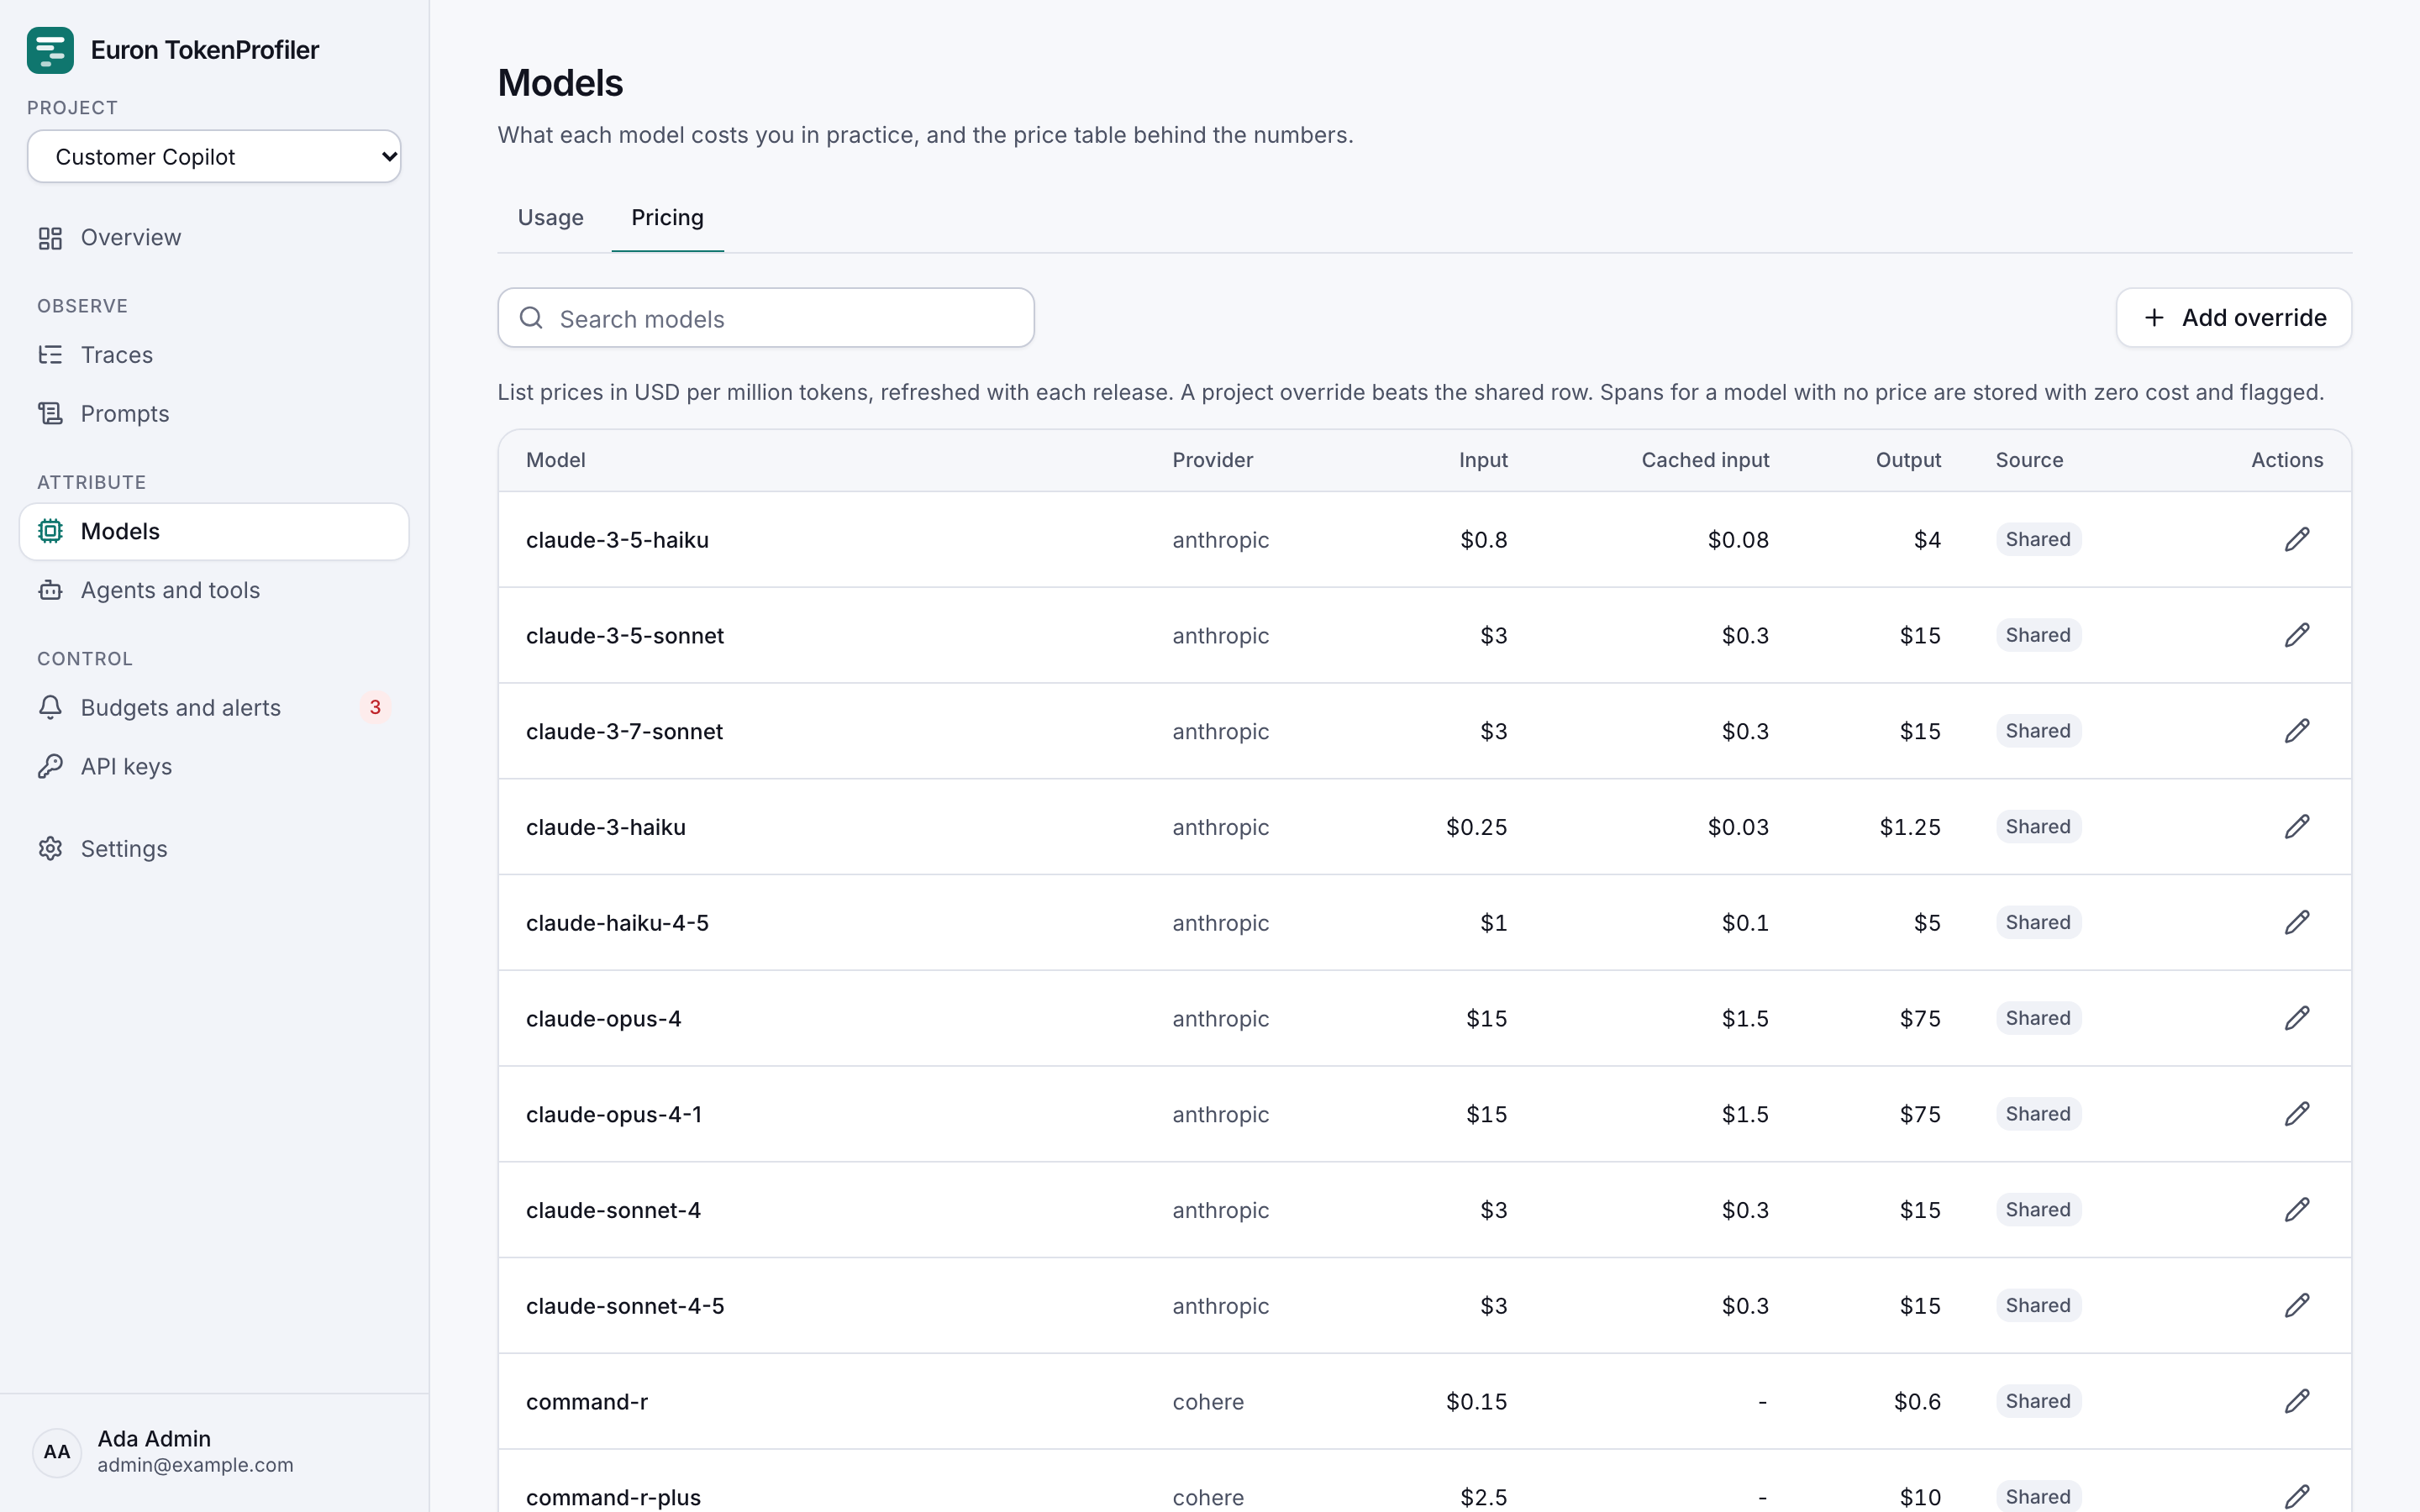 Euron TokenProfiler
PROJECT
Customer Copilot
Overview
OBSERVE
Traces
Prompts
ATTRIBUTE
Models
Agents and tools
CONTROL
Budgets and alerts 3
API keys
Settings
AA
Ada Admin
admin@example.com
Models
What each model costs you in practice, and the price table behind the numbers.
Usage Pricing
Search models
Add override
List prices in USD per million tokens, refreshed with each release. A project override beats the shared row. Spans for a model with no price are stored with zero cost and flagged.
Model Provider Input Cached input Output Source Actions
claude-3-5-haiku anthropic $0.8 $0.08 $4 Shared
claude-3-5-sonnet anthropic $3 $0.3 $15 Shared
claude-3-7-sonnet anthropic $3 $0.3 $15 Shared
claude-3-haiku anthropic $0.25 $0.03 $1.25 Shared
claude-haiku-4-5 anthropic $1 $0.1 $5 Shared
claude-opus-4 anthropic $15 $1.5 $75 Shared
claude-opus-4-1 anthropic $15 $1.5 $75 Shared
claude-sonnet-4 anthropic $3 $0.3 $15 Shared
claude-sonnet-4-5 anthropic $3 $0.3 $15 Shared
command-r cohere $0.15 - $0.6 Shared
command-r-plus cohere $2.5 - $10 Shared